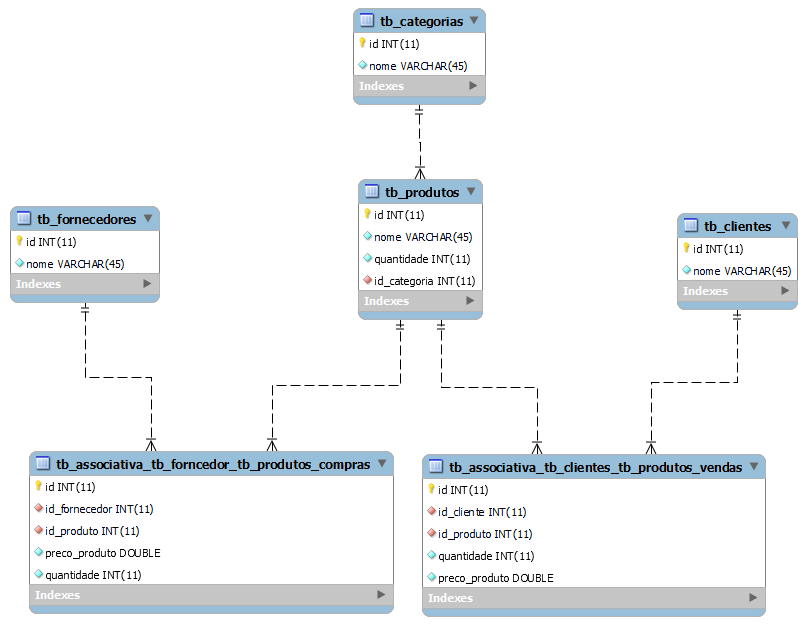 tb_categorias
id INT(11)
nome VARCHAR(45)
Indexes
tb_produtos
id INT(11)
nome VARCHAR(45)
quantidade INT(11)
id_categoria INT(11)
Indexes
tb_fornecedores
id INT(11)
nome VARCHAR(45)
Indexes
tb_clientes
id INT(11)
nome VARCHAR(45)
Indexes
tb_associativa_tb_forncedor_tb_produtos_compras
id INT(11)
id_fornecedor INT(11)
id_produto INT(11)
preco_produto DOUBLE
quantidade INT(11)
Indexes
tb_associativa_tb_clientes_tb_produtos_vendas
id INT(11)
id_cliente INT(11)
id_produto INT(11)
quantidade INT(11)
preco_produto DOUBLE
Indexes